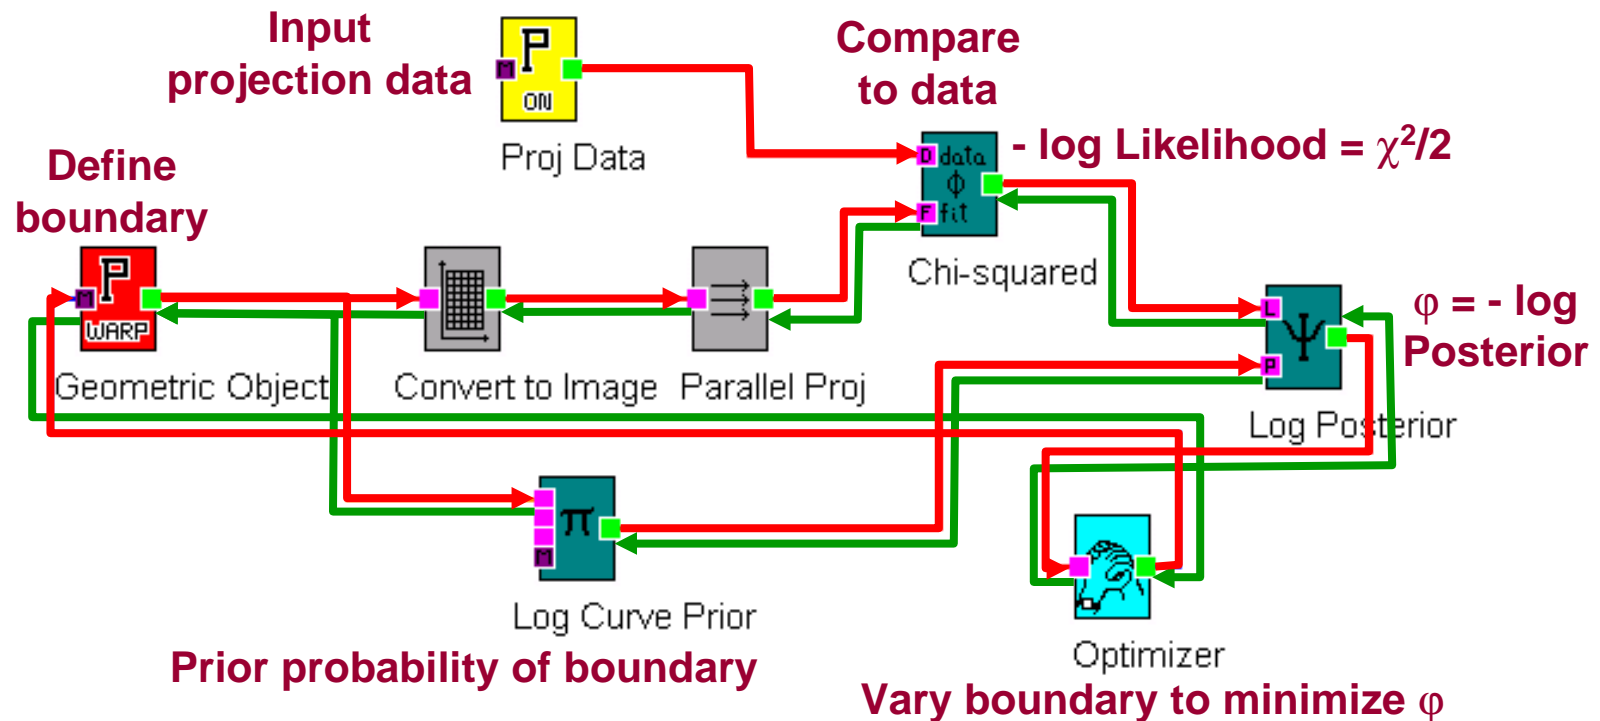 Input
projection data
M
P
ON
Proj Data
Compare
to data
D data
Φ
F fit
Chi-squared
- log Likelihood = χ²/2
Define
boundary
M
P
WARP
Geometric Object
Convert to Image
Parallel Proj
L
P
Ψ
Log Posterior
φ = - log
Posterior
π
M
Log Curve Prior
Prior probability of boundary
Optimizer
Vary boundary to minimize φ